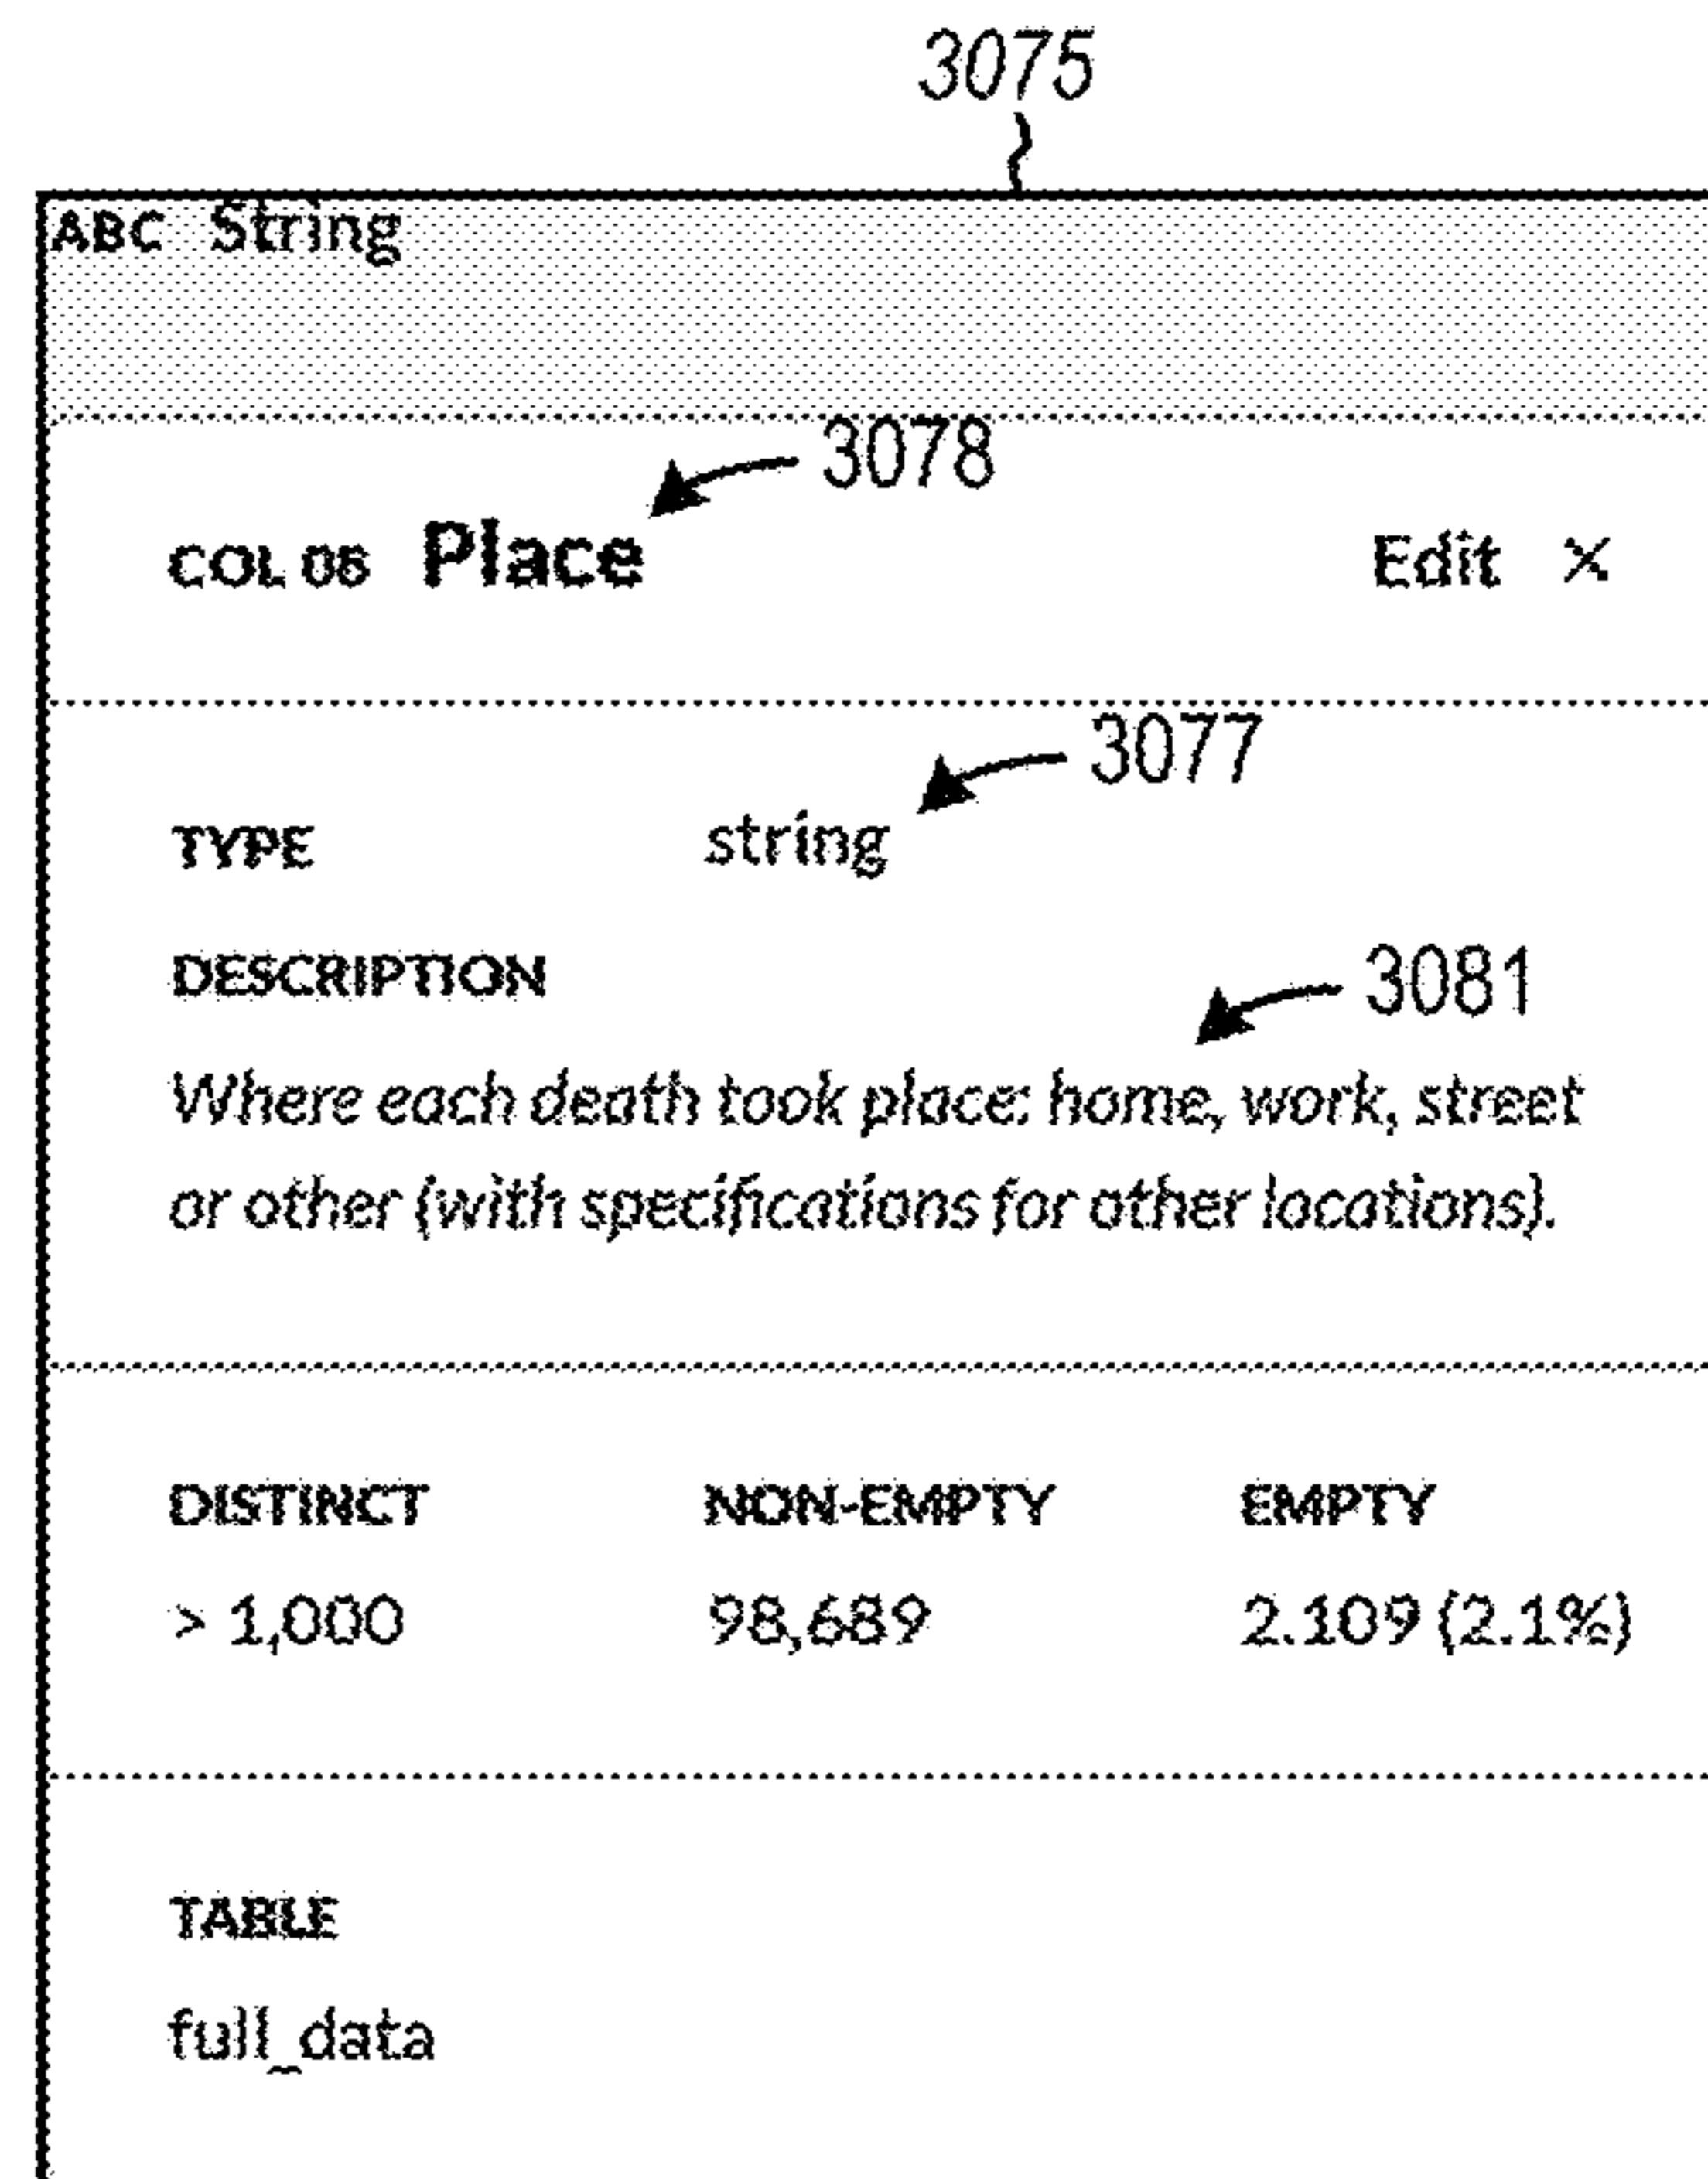 3075
ABC String
3078
COL 06 Place Edit ×
3077
TYPE string
DESCRIPTION
3081
Where each death took place: home, work, street
or other (with specifications for other locations).
DISTINCT NON-EMPTY EMPTY
> 1,000 98,689 2.109 (2.1%)
TABLE
full_data